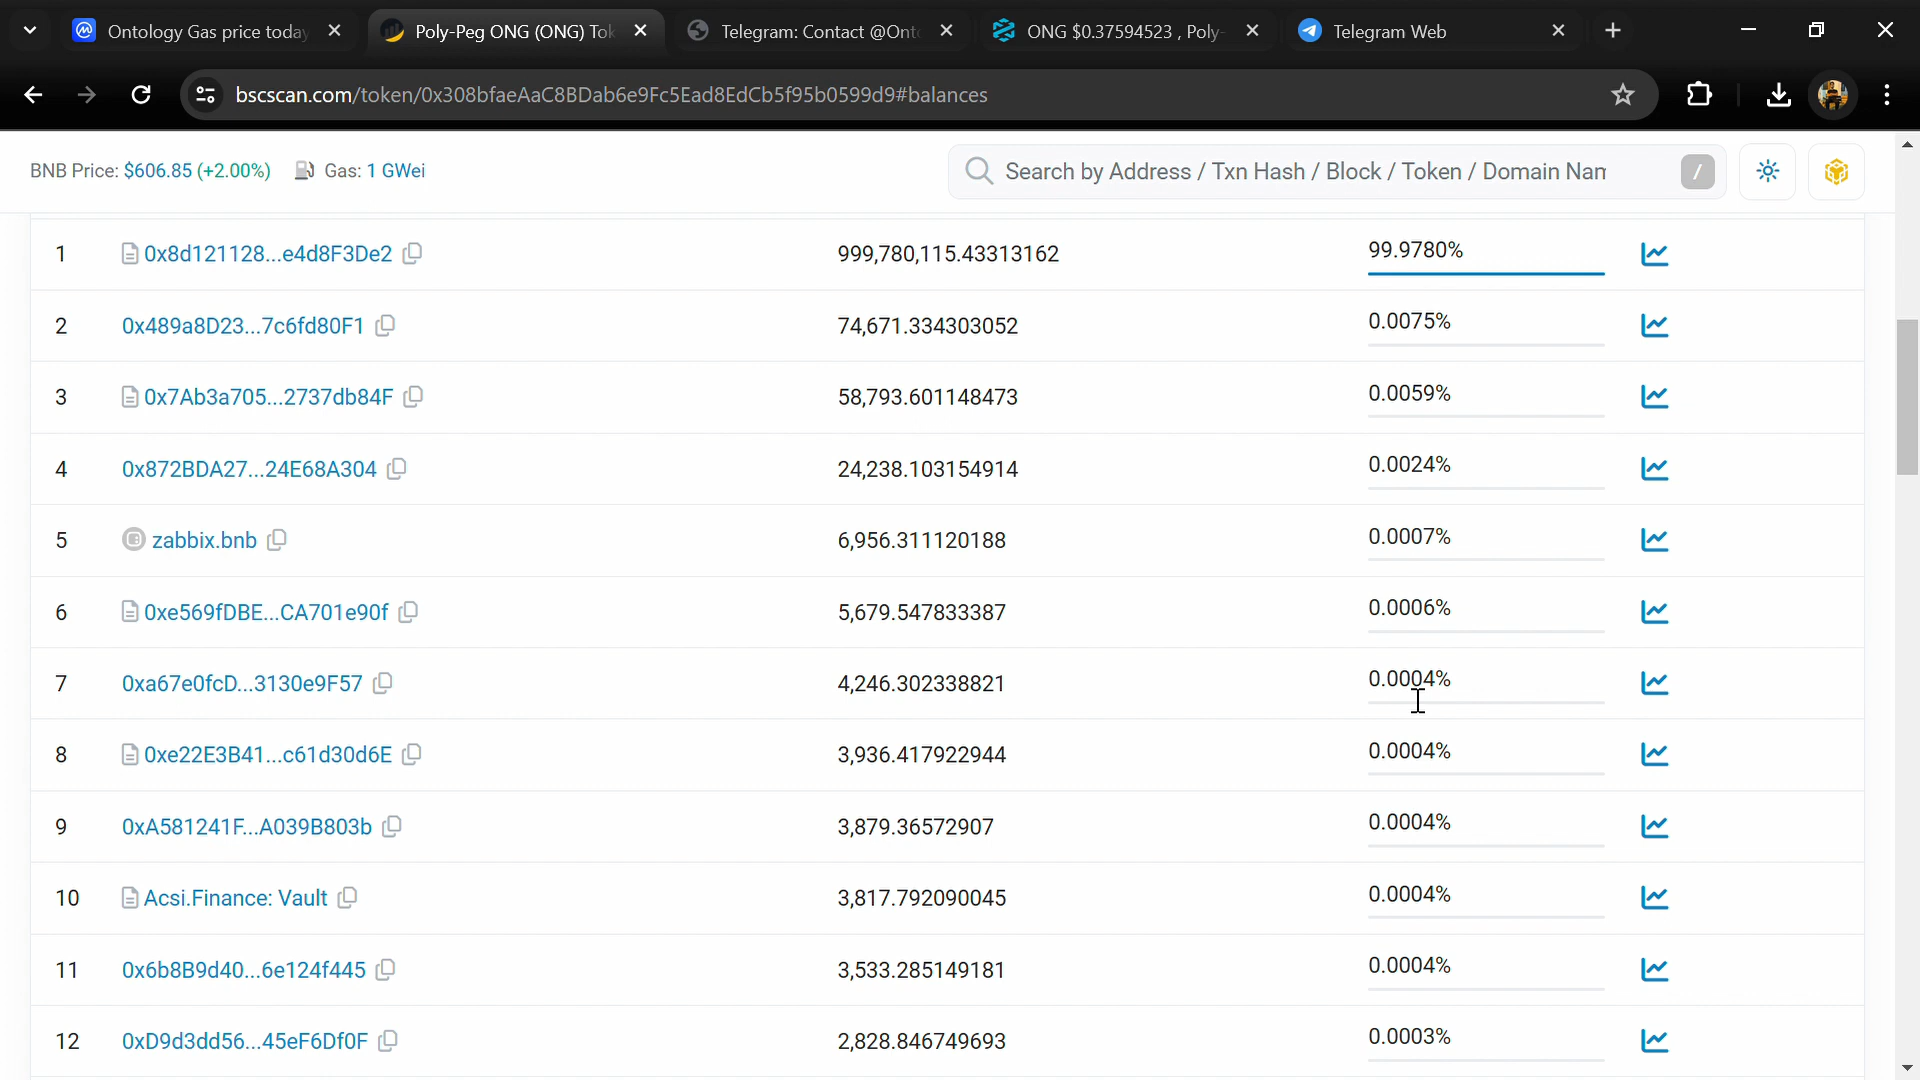 Ontology Gas price today
Poly-Peg ONG (ONG) Tok
Telegram: Contact @Onto
ONG $0.37594523 , Poly-
Telegram Web
bscscan.com/token/0x308bfaeAaC8BDab6e9Fc5Ead8EdCb5f95b0599d9#balances
BNB Price: $606.85 (+2.00%) Gas: 1 GWei
Search by Address / Txn Hash / Block / Token / Domain Nam /
1 0x8d121128...e4d8F3De2 999,780,115.43313162 99.9780%
2 0x489a8D23...7c6fd80F1 74,671.334303052 0.0075%
3 0x7Ab3a705...2737db84F 58,793.601148473 0.0059%
4 0x872BDA27...24E68A304 24,238.103154914 0.0024%
5 zabbix.bnb 6,956.311120188 0.0007%
6 0xe569fDBE...CA701e90f 5,679.547833387 0.0006%
7 0xa67e0fcD...3130e9F57 4,246.302338821 0.0004%
8 0xe22E3B41...c61d30d6E 3,936.417922944 0.0004%
9 0xA581241F...A039B803b 3,879.36572907 0.0004%
10 Acsi.Finance: Vault 3,817.792090045 0.0004%
11 0x6b8B9d40...6e124f445 3,533.285149181 0.0004%
12 0xD9d3dd56...45eF6Df0F 2,828.846749693 0.0003%